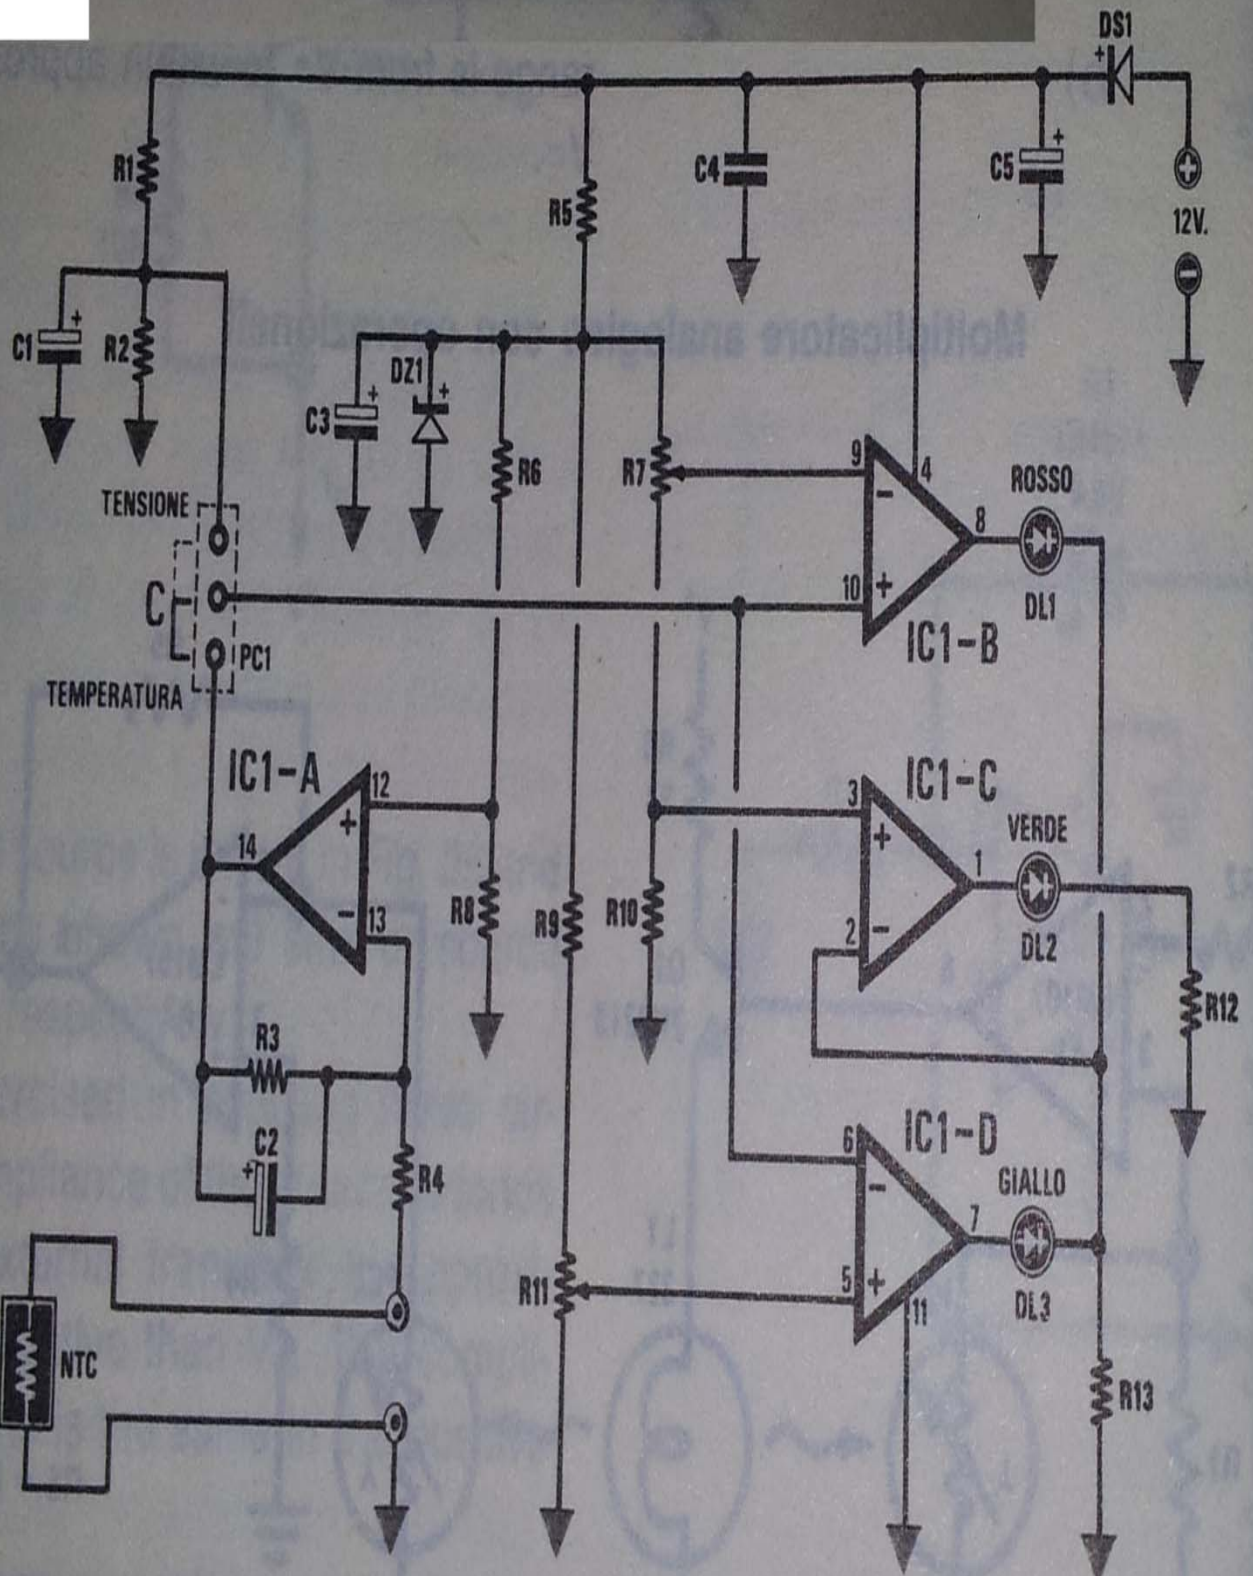 DS1
+
R1
C4
C5
+
R5
12V.
C1
+
R2
DZ1
+
C3
+
R6
R7
9
4
ROSSO
TENSIONE
-
8
C
10
+
DL1
PC1
IC1-B
TEMPERATURA
IC1-A
12
IC1-C
+
3
VERDE
14
+
1
-
13
R8
R9
R10
2
-
DL2
R12
R3
C2
+
R4
IC1-D
6
-
GIALLO
7
R11
5
+
11
DL3
NTC
R13
Moltiplicatore analogico con operazionali